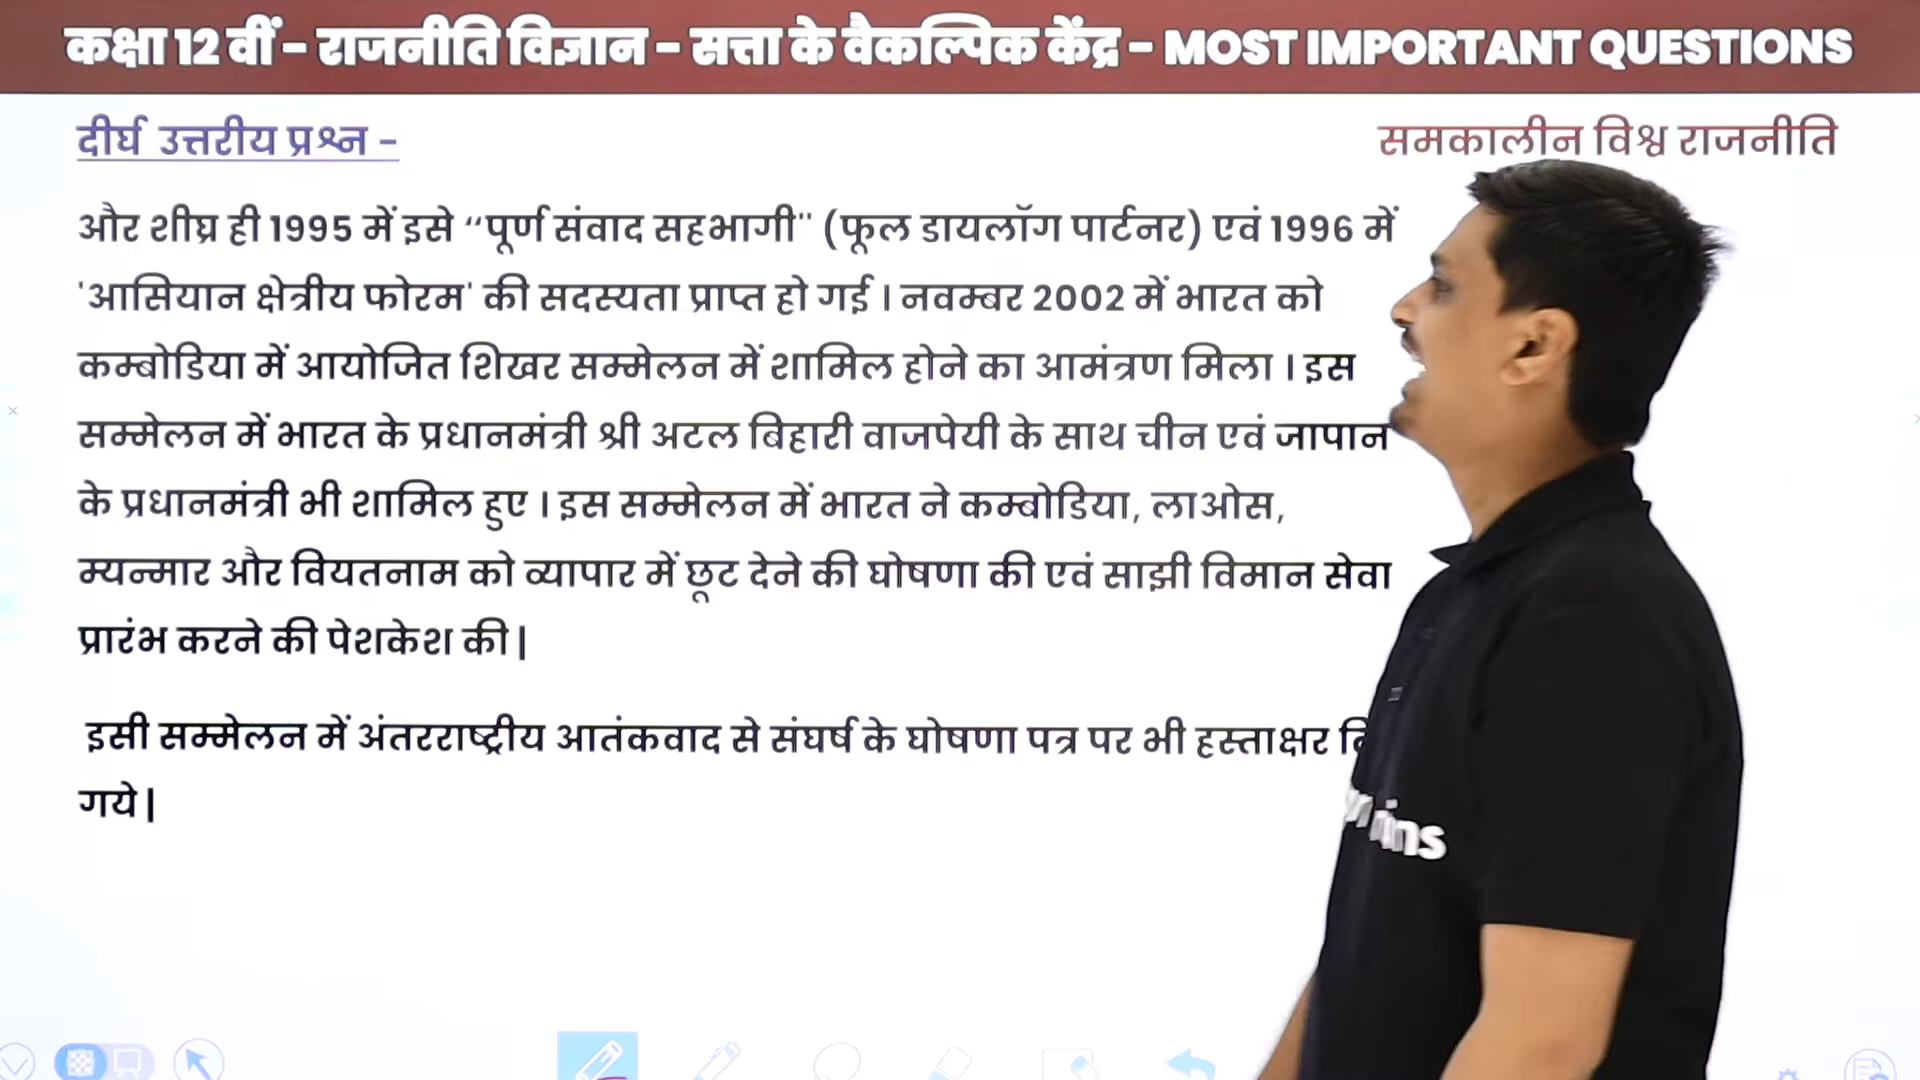 कक्षा 12 वीं - राजनीति विज्ञान - सत्ता के वैकल्पिक केंद्र - MOST IMPORTANT QUESTIONS
दीर्घ उत्तरीय प्रश्न -
समकालीन विश्व राजनीति
और शीघ्र ही 1995 में इसे “पूर्ण संवाद सहभागी" (फूल डायलॉग पार्टनर) एवं 1996 में
'आसियान क्षेत्रीय फोरम' की सदस्यता प्राप्त हो गई । नवम्बर 2002 में भारत को
कम्बोडिया में आयोजित शिखर सम्मेलन में शामिल होने का आमंत्रण मिला । इस
सम्मेलन में भारत के प्रधानमंत्री श्री अटल बिहारी वाजपेयी के साथ चीन एवं जापान
के प्रधानमंत्री भी शामिल हुए । इस सम्मेलन में भारत ने कम्बोडिया, लाओस,
म्यन्मार और वियतनाम को व्यापार में छूट देने की घोषणा की एवं साझी विमान सेवा
प्रारंभ करने की पेशकेश की |
इसी सम्मेलन में अंतरराष्ट्रीय आतंकवाद से संघर्ष के घोषणा पत्र पर भी हस्ताक्षर
गये |